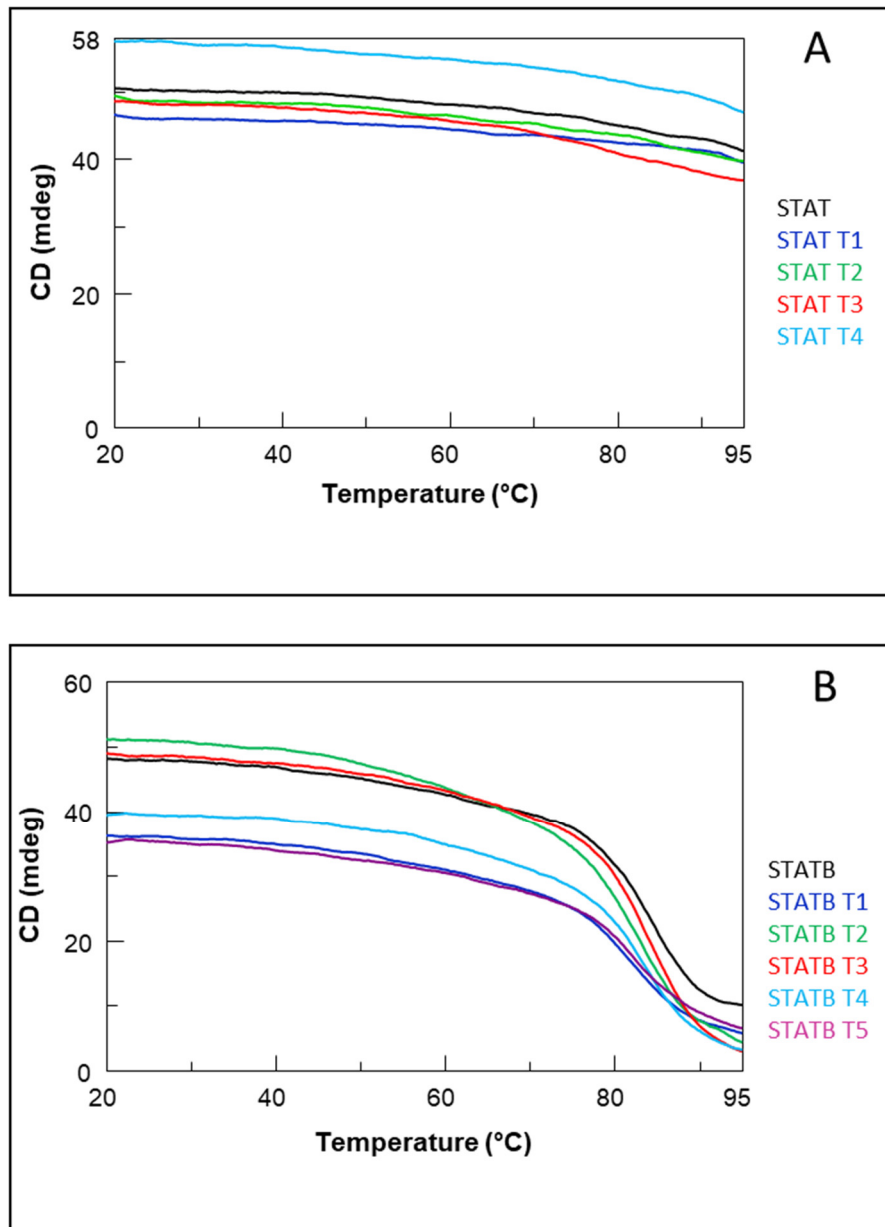 A
58
40
20
0
CD (mdeg)
20
40
60
80
95
Temperature (°C)
STAT
STAT T1
STAT T2
STAT T3
STAT T4
B
60
40
20
0
CD (mdeg)
20
40
60
80
95
Temperature (°C)
STATB
STATB T1
STATB T2
STATB T3
STATB T4
STATB T5